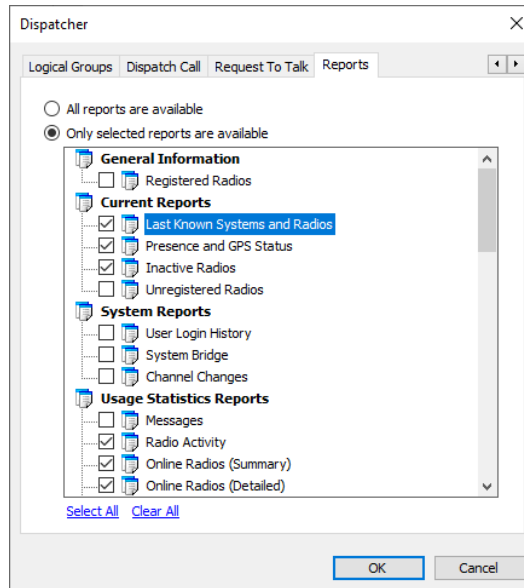 Dispatcher
Logical Groups Dispatch Call Request To Talk Reports
All reports are available
Only selected reports are available
General Information
Registered Radios
Current Reports
Last Known Systems and Radios
Presence and GPS Status
Inactive Radios
Unregistered Radios
System Reports
User Login History
System Bridge
Channel Changes
Usage Statistics Reports
Messages
Radio Activity
Online Radios (Summary)
Online Radios (Detailed)
Select All Clear All
OK Cancel